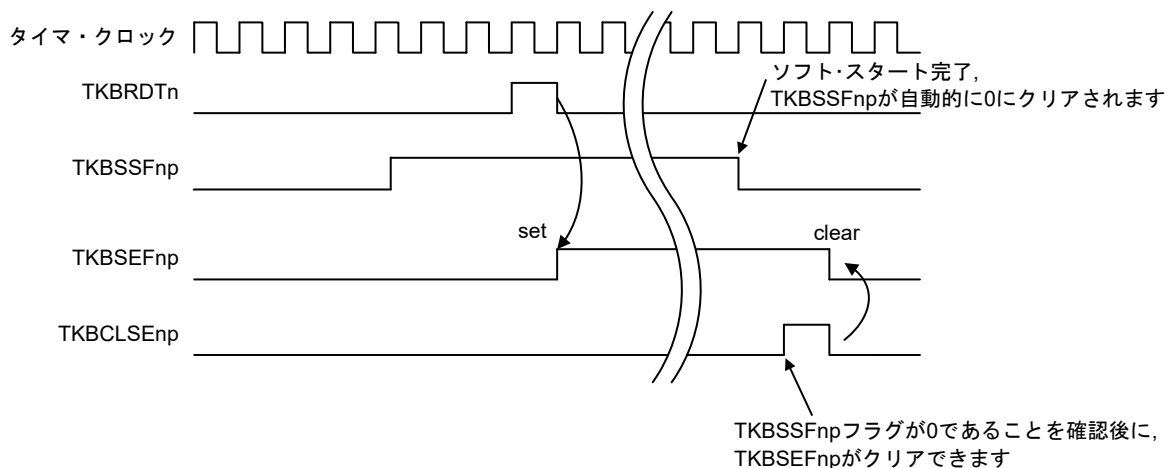 タイマ・クロック
TKBRDTn
ソフト・スタート完了,
TKBSSFnpが自動的に0にクリアされます
TKBSSFnp
set
clear
TKBSEFnp
TKBCLSEnp
TKBSSFnpフラグが0であることを確認後に,
TKBSEFnpがクリアできます